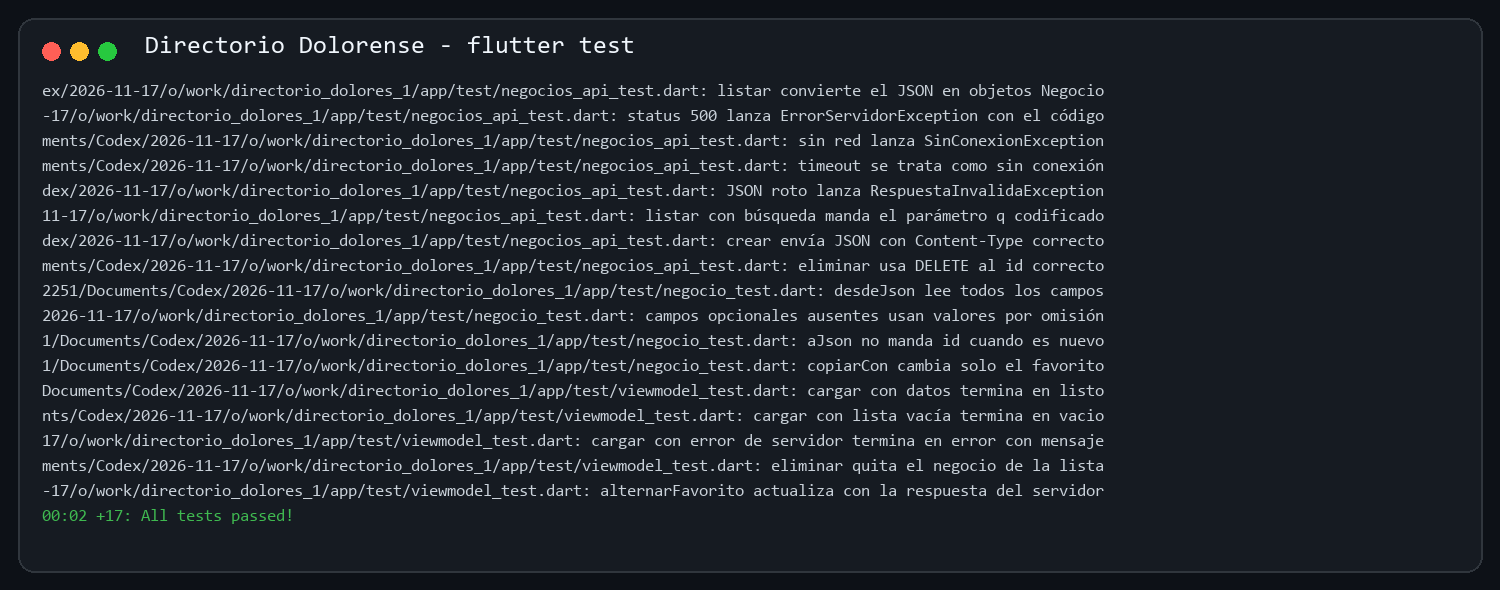 Directorio Dolorense - flutter test
ex/2026-11-17/o/work/directorio_dolores_1/app/test/negocios_api_test.dart: listar convierte el JSON en objetos Negocio
-17/o/work/directorio_dolores_1/app/test/negocios_api_test.dart: status 500 lanza ErrorServidorException con el código
ments/Codex/2026-11-17/o/work/directorio_dolores_1/app/test/negocios_api_test.dart: sin red lanza SinConexionException
ments/Codex/2026-11-17/o/work/directorio_dolores_1/app/test/negocios_api_test.dart: timeout se trata como sin conexión
dex/2026-11-17/o/work/directorio_dolores_1/app/test/negocios_api_test.dart: JSON roto lanza RespuestaInvalidaException
11-17/o/work/directorio_dolores_1/app/test/negocios_api_test.dart: listar con búsqueda manda el parámetro q codificado
dex/2026-11-17/o/work/directorio_dolores_1/app/test/negocios_api_test.dart: crear envía JSON con Content-Type correcto
ments/Codex/2026-11-17/o/work/directorio_dolores_1/app/test/negocios_api_test.dart: eliminar usa DELETE al id correcto
2251/Documents/Codex/2026-11-17/o/work/directorio_dolores_1/app/test/negocio_test.dart: desdeJson lee todos los campos
2026-11-17/o/work/directorio_dolores_1/app/test/negocio_test.dart: campos opcionales ausentes usan valores por omisión
1/Documents/Codex/2026-11-17/o/work/directorio_dolores_1/app/test/negocio_test.dart: aJson no manda id cuando es nuevo
1/Documents/Codex/2026-11-17/o/work/directorio_dolores_1/app/test/negocio_test.dart: copiarCon cambia solo el favorito
Documents/Codex/2026-11-17/o/work/directorio_dolores_1/app/test/viewmodel_test.dart: cargar con datos termina en listo
nts/Codex/2026-11-17/o/work/directorio_dolores_1/app/test/viewmodel_test.dart: cargar con lista vacía termina en vacio
17/o/work/directorio_dolores_1/app/test/viewmodel_test.dart: cargar con error de servidor termina en error con mensaje
ments/Codex/2026-11-17/o/work/directorio_dolores_1/app/test/viewmodel_test.dart: eliminar quita el negocio de la lista
-17/o/work/directorio_dolores_1/app/test/viewmodel_test.dart: alternarFavorito actualiza con la respuesta del servidor
00:02 +17: All tests passed!